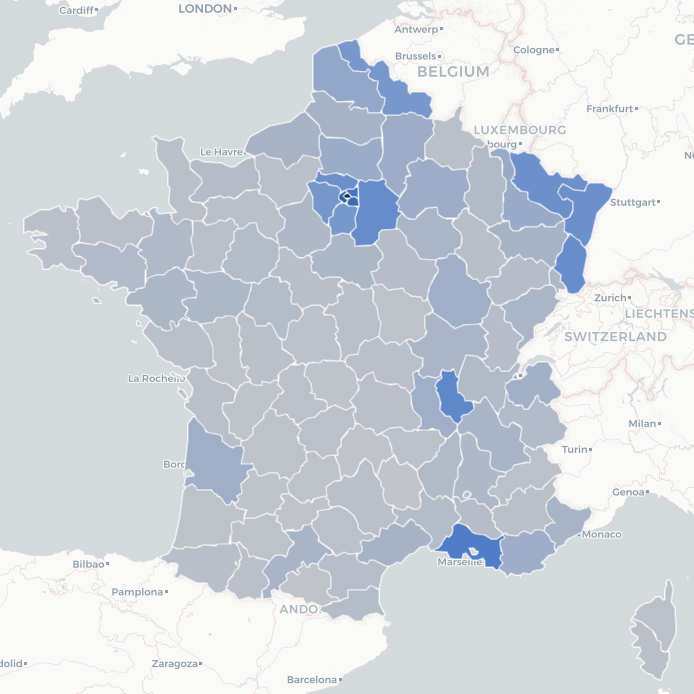 Cardiff
LONDON
Antwerp
GE
Brussels
Cologne
BELGIUM
Frankfurt
LUXEMBOURG
bourg
Le Havre
Stuttgart
Zurich
LIECHTENS
SWITZERLAND
La Rochelle
Milan
Turin
Bord
Genoa
Monaco
Bilbao
Marseille
Pamplona
ANDO
dolid
Zaragoza
Barcelona